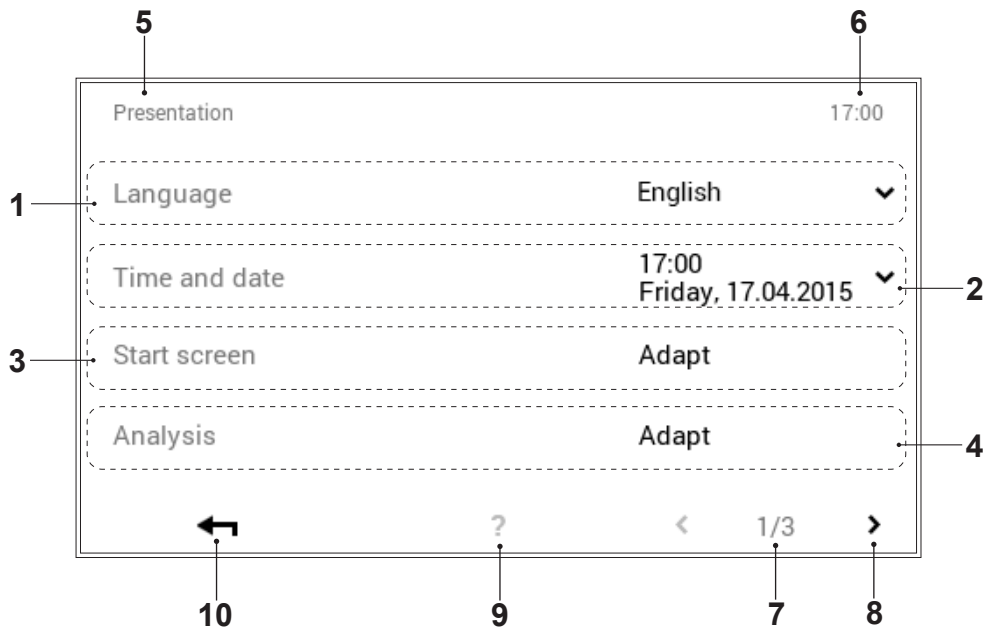 5 6
Presentation 17:00
1 Language English
Time and date 17:00
Friday, 17.04.2015 2
3 Start screen Adapt
Analysis Adapt 4
? < 1/3 >
10 9 7 8